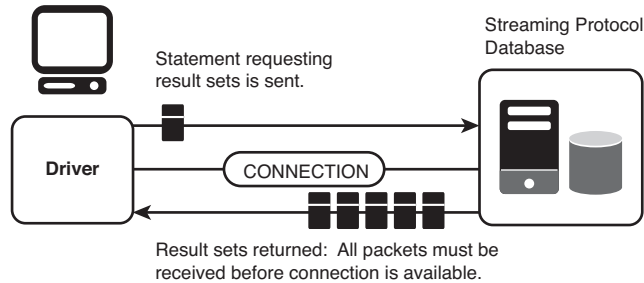 Streaming Protocol
Database
Statement requesting
result sets is sent.
Driver
CONNECTION
Result sets returned: All packets must be
received before connection is available.